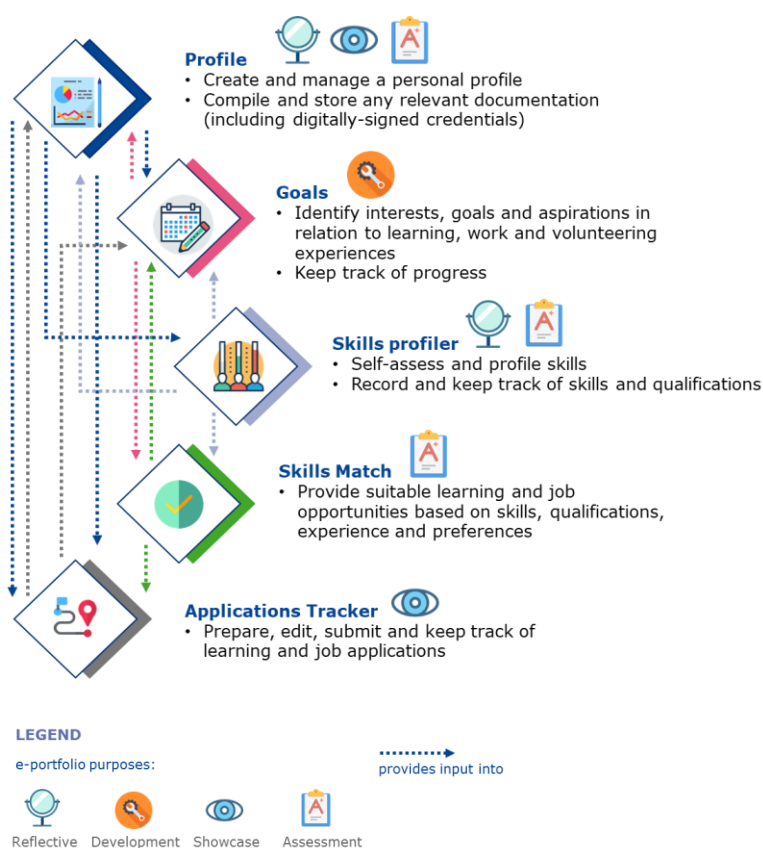 Profile
• Create and manage a personal profile
• Compile and store any relevant documentation
(including digitally-signed credentials)
Goals
• Identify interests, goals and aspirations in
relation to learning, work and volunteering
experiences
• Keep track of progress
Skills profiler
• Self-assess and profile skills
• Record and keep track of skills and qualifications
Skills Match
• Provide suitable learning and job
opportunities based on skills, qualifications,
experience and preferences
Applications Tracker
• Prepare, edit, submit and keep track of
learning and job applications
LEGEND
e-portfolio purposes:
provides input into
Reflective Development Showcase Assessment